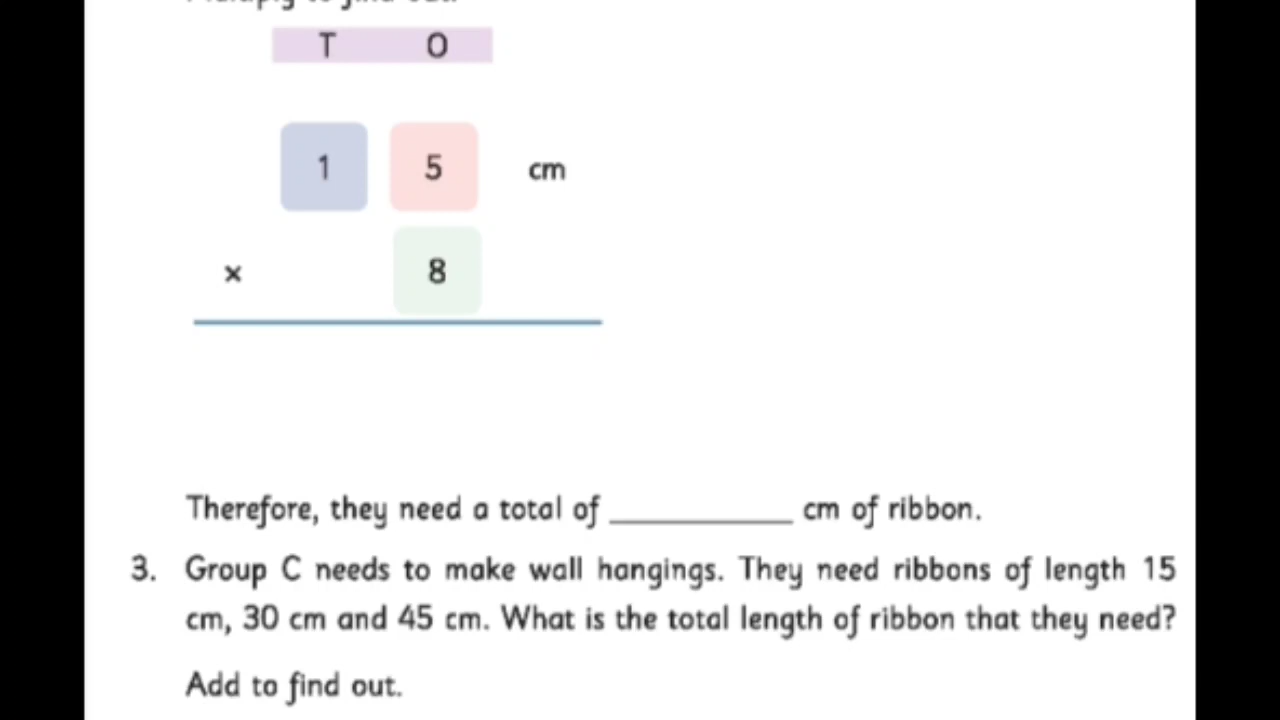 T O
1 5 cm
× 8
Therefore, they need a total of __________ cm of ribbon.
3. Group C needs to make wall hangings. They need ribbons of length 15
cm, 30 cm and 45 cm. What is the total length of ribbon that they need?
Add to find out.